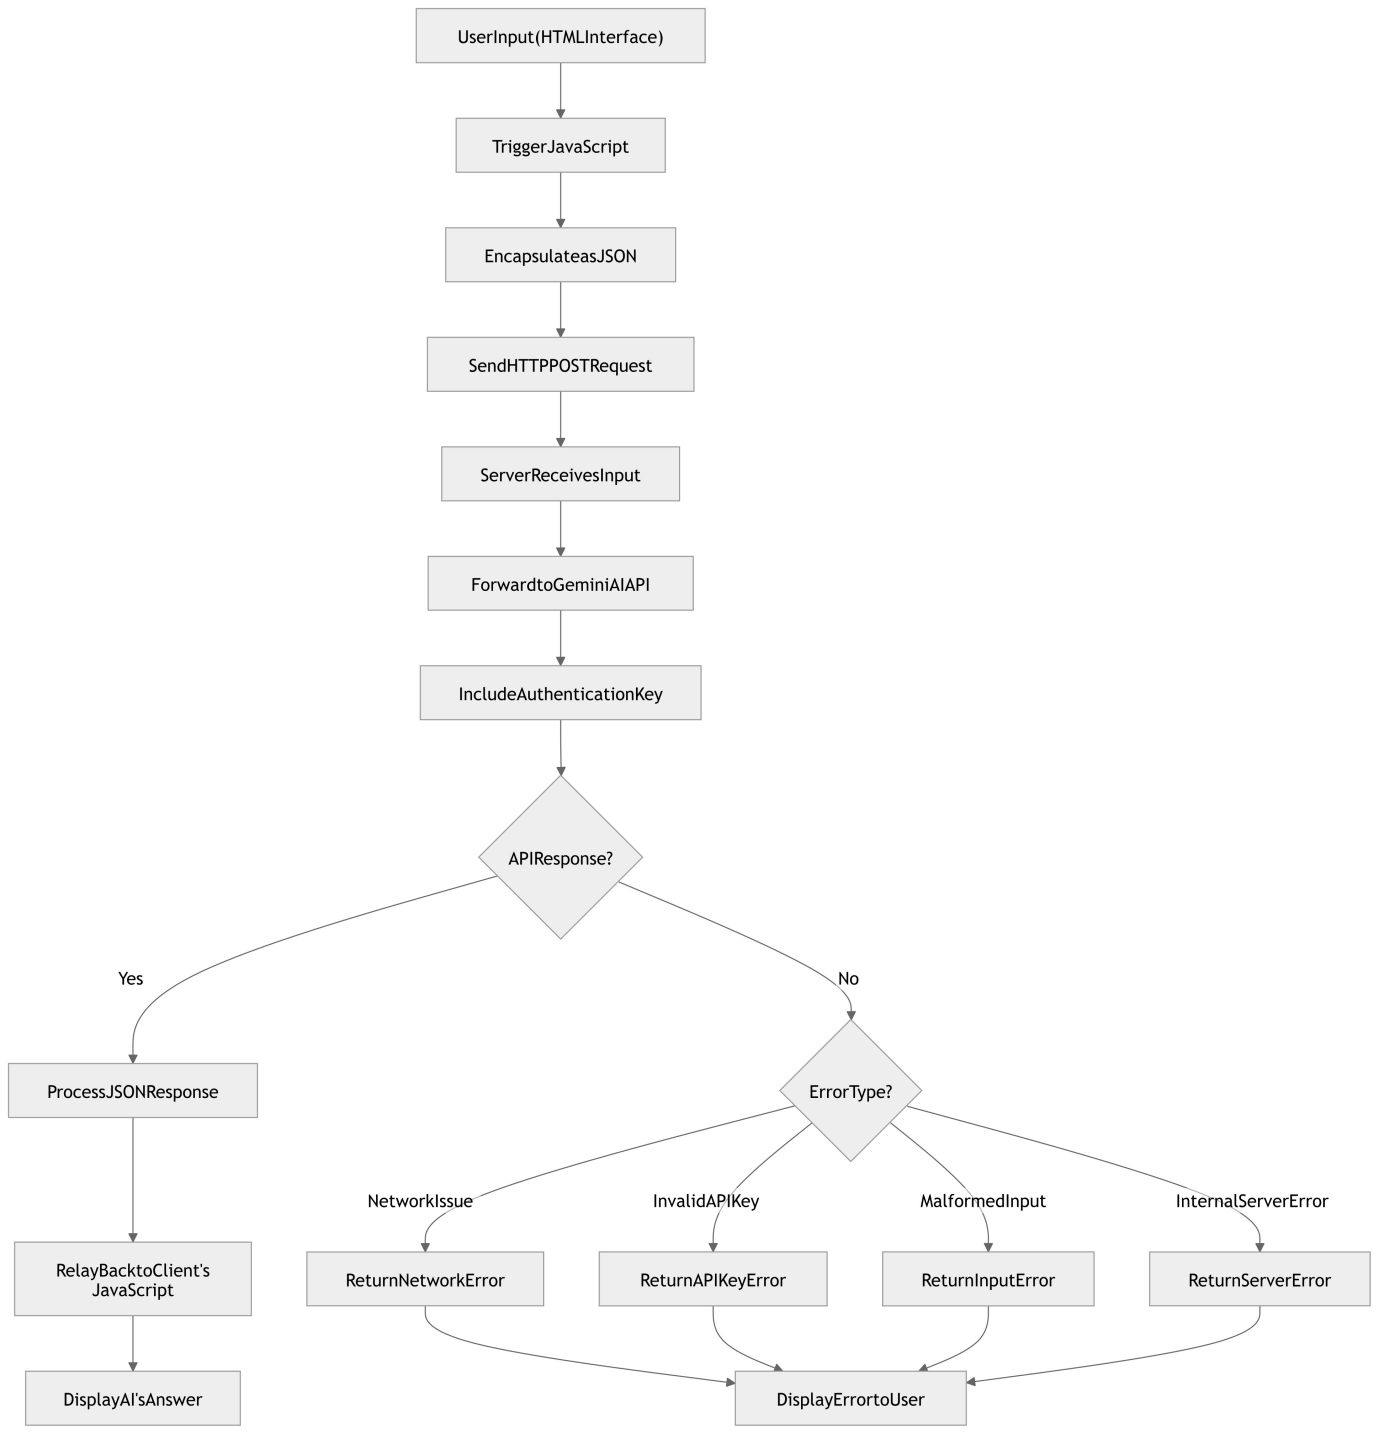 UserInput(HTMLInterface)
TriggerJavaScript
EncapsulateasJSON
SendHTTPPOSTRequest
ServerReceivesInput
ForwardtoGeminiAIAPI
IncludeAuthenticationKey
APIResponse?
Yes
No
ProcessJSONResponse
ErrorType?
NetworkIssue
InvalidAPIKey
MalformedInput
InternalServerError
RelayBacktoClient's
JavaScript
ReturnNetworkError
ReturnAPIKeyError
ReturnInputError
ReturnServerError
DisplayAI'sAnswer
DisplayErrortoUser